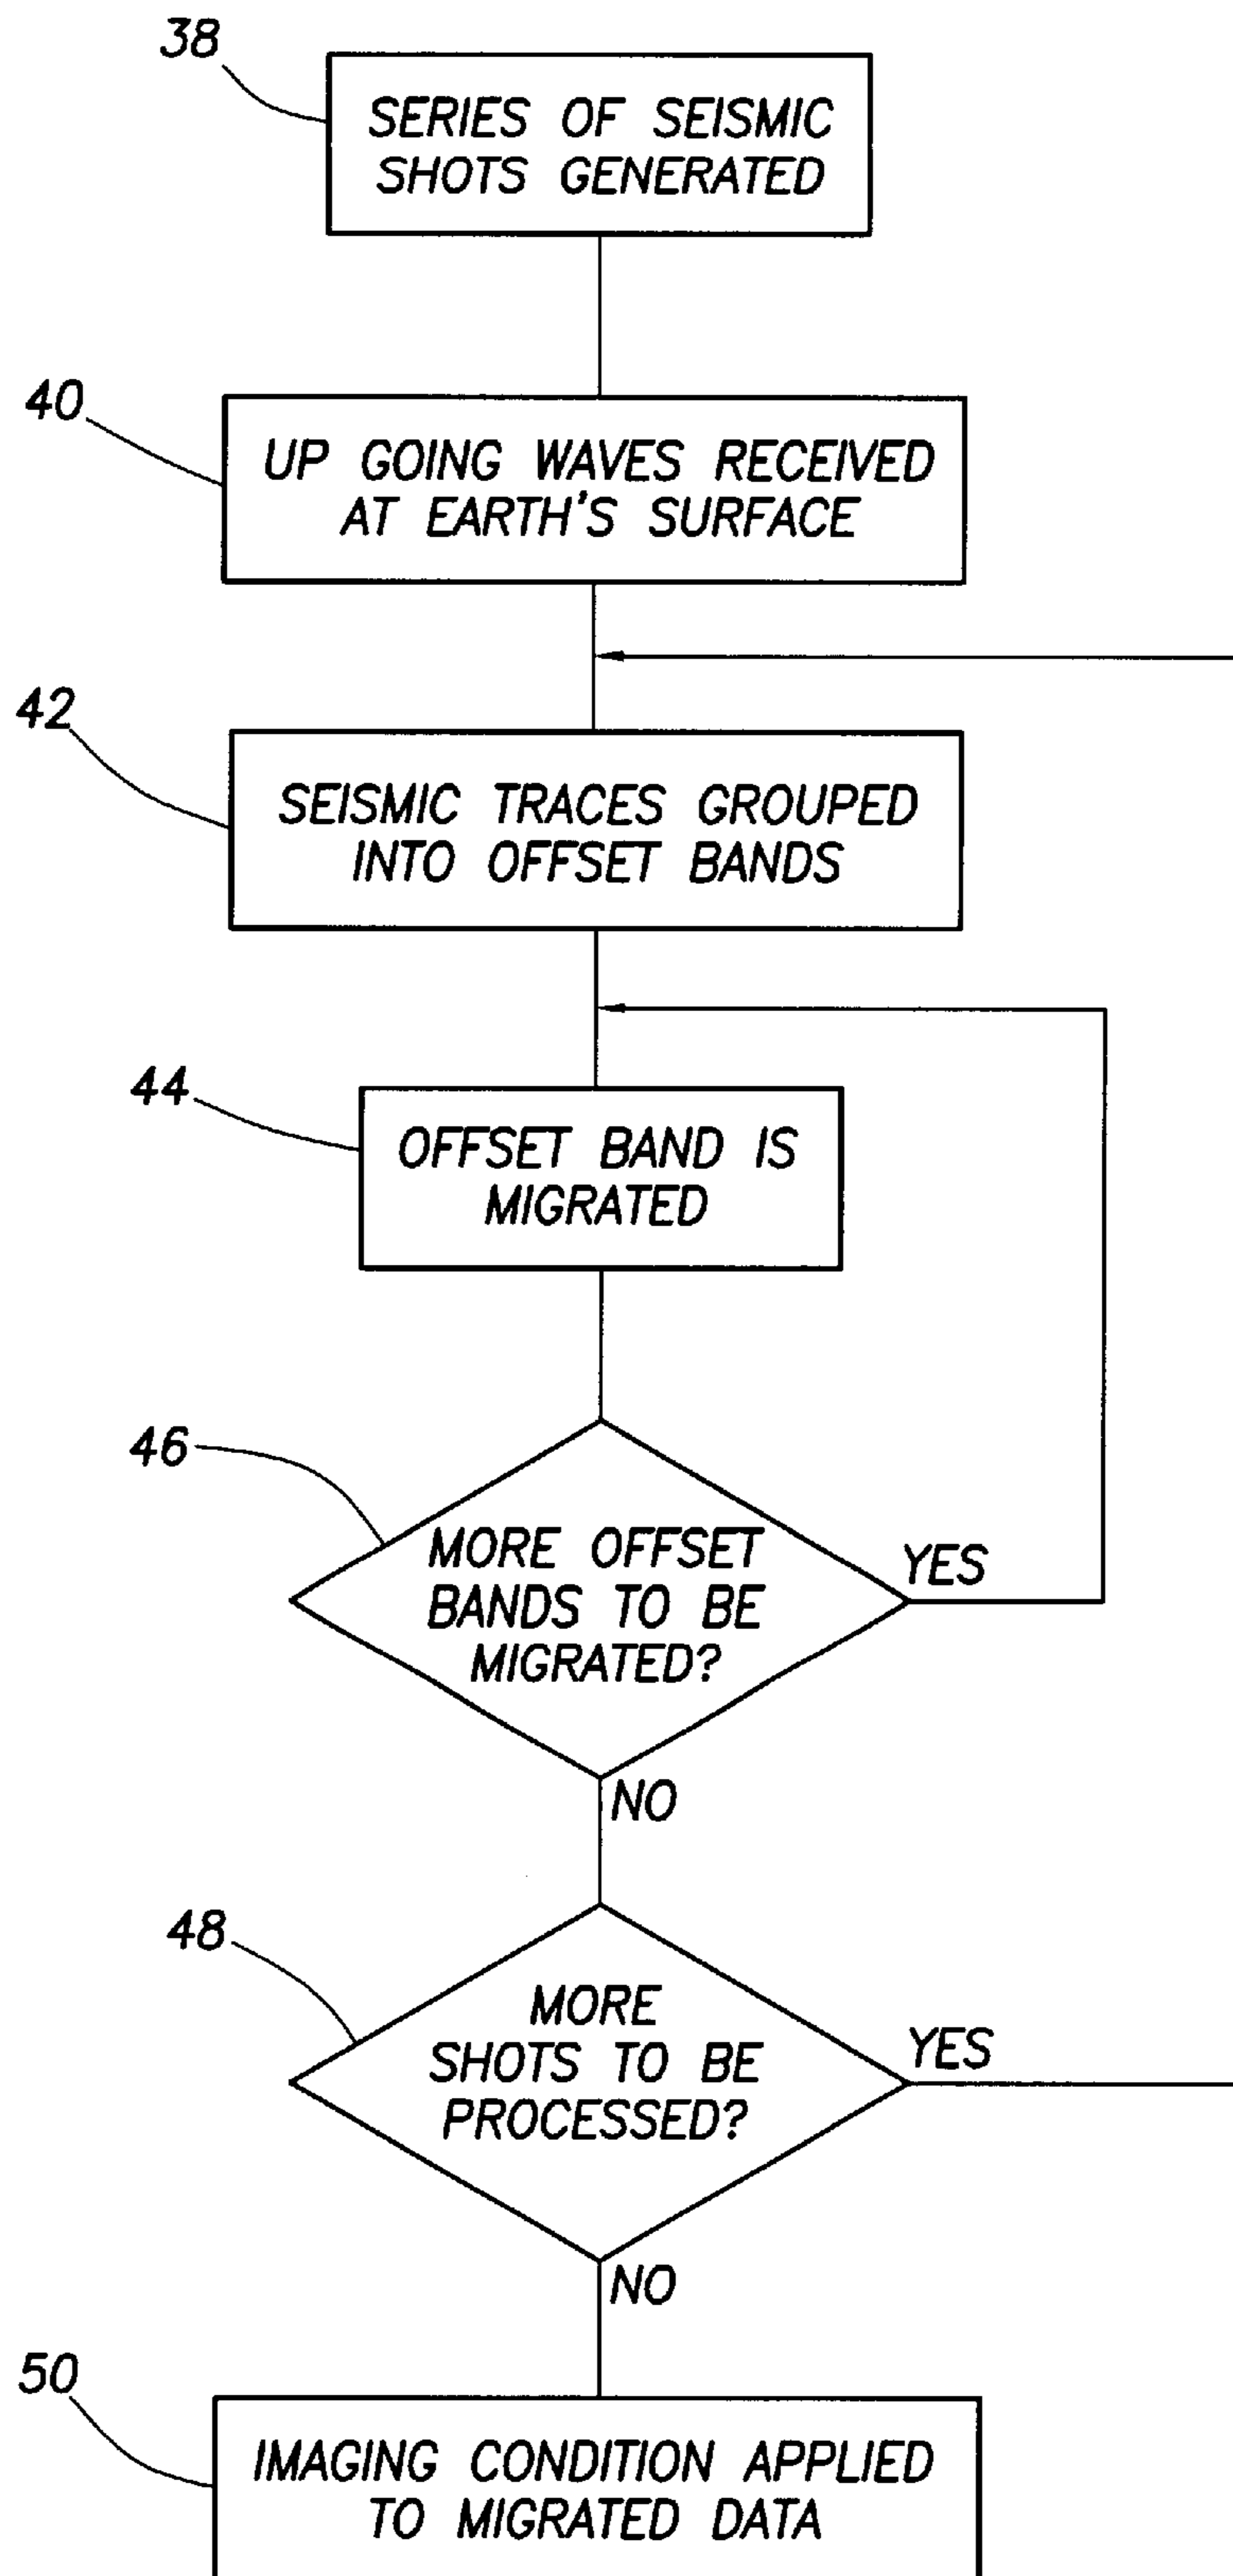 38
SERIES OF SEISMIC
SHOTS GENERATED
40
UP GOING WAVES RECEIVED
AT EARTH'S SURFACE
42
SEISMIC TRACES GROUPED
INTO OFFSET BANDS
44
OFFSET BAND IS
MIGRATED
46
MORE OFFSET
BANDS TO BE
MIGRATED?
YES
NO
48
MORE
SHOTS TO BE
PROCESSED?
YES
NO
50
IMAGING CONDITION APPLIED
TO MIGRATED DATA